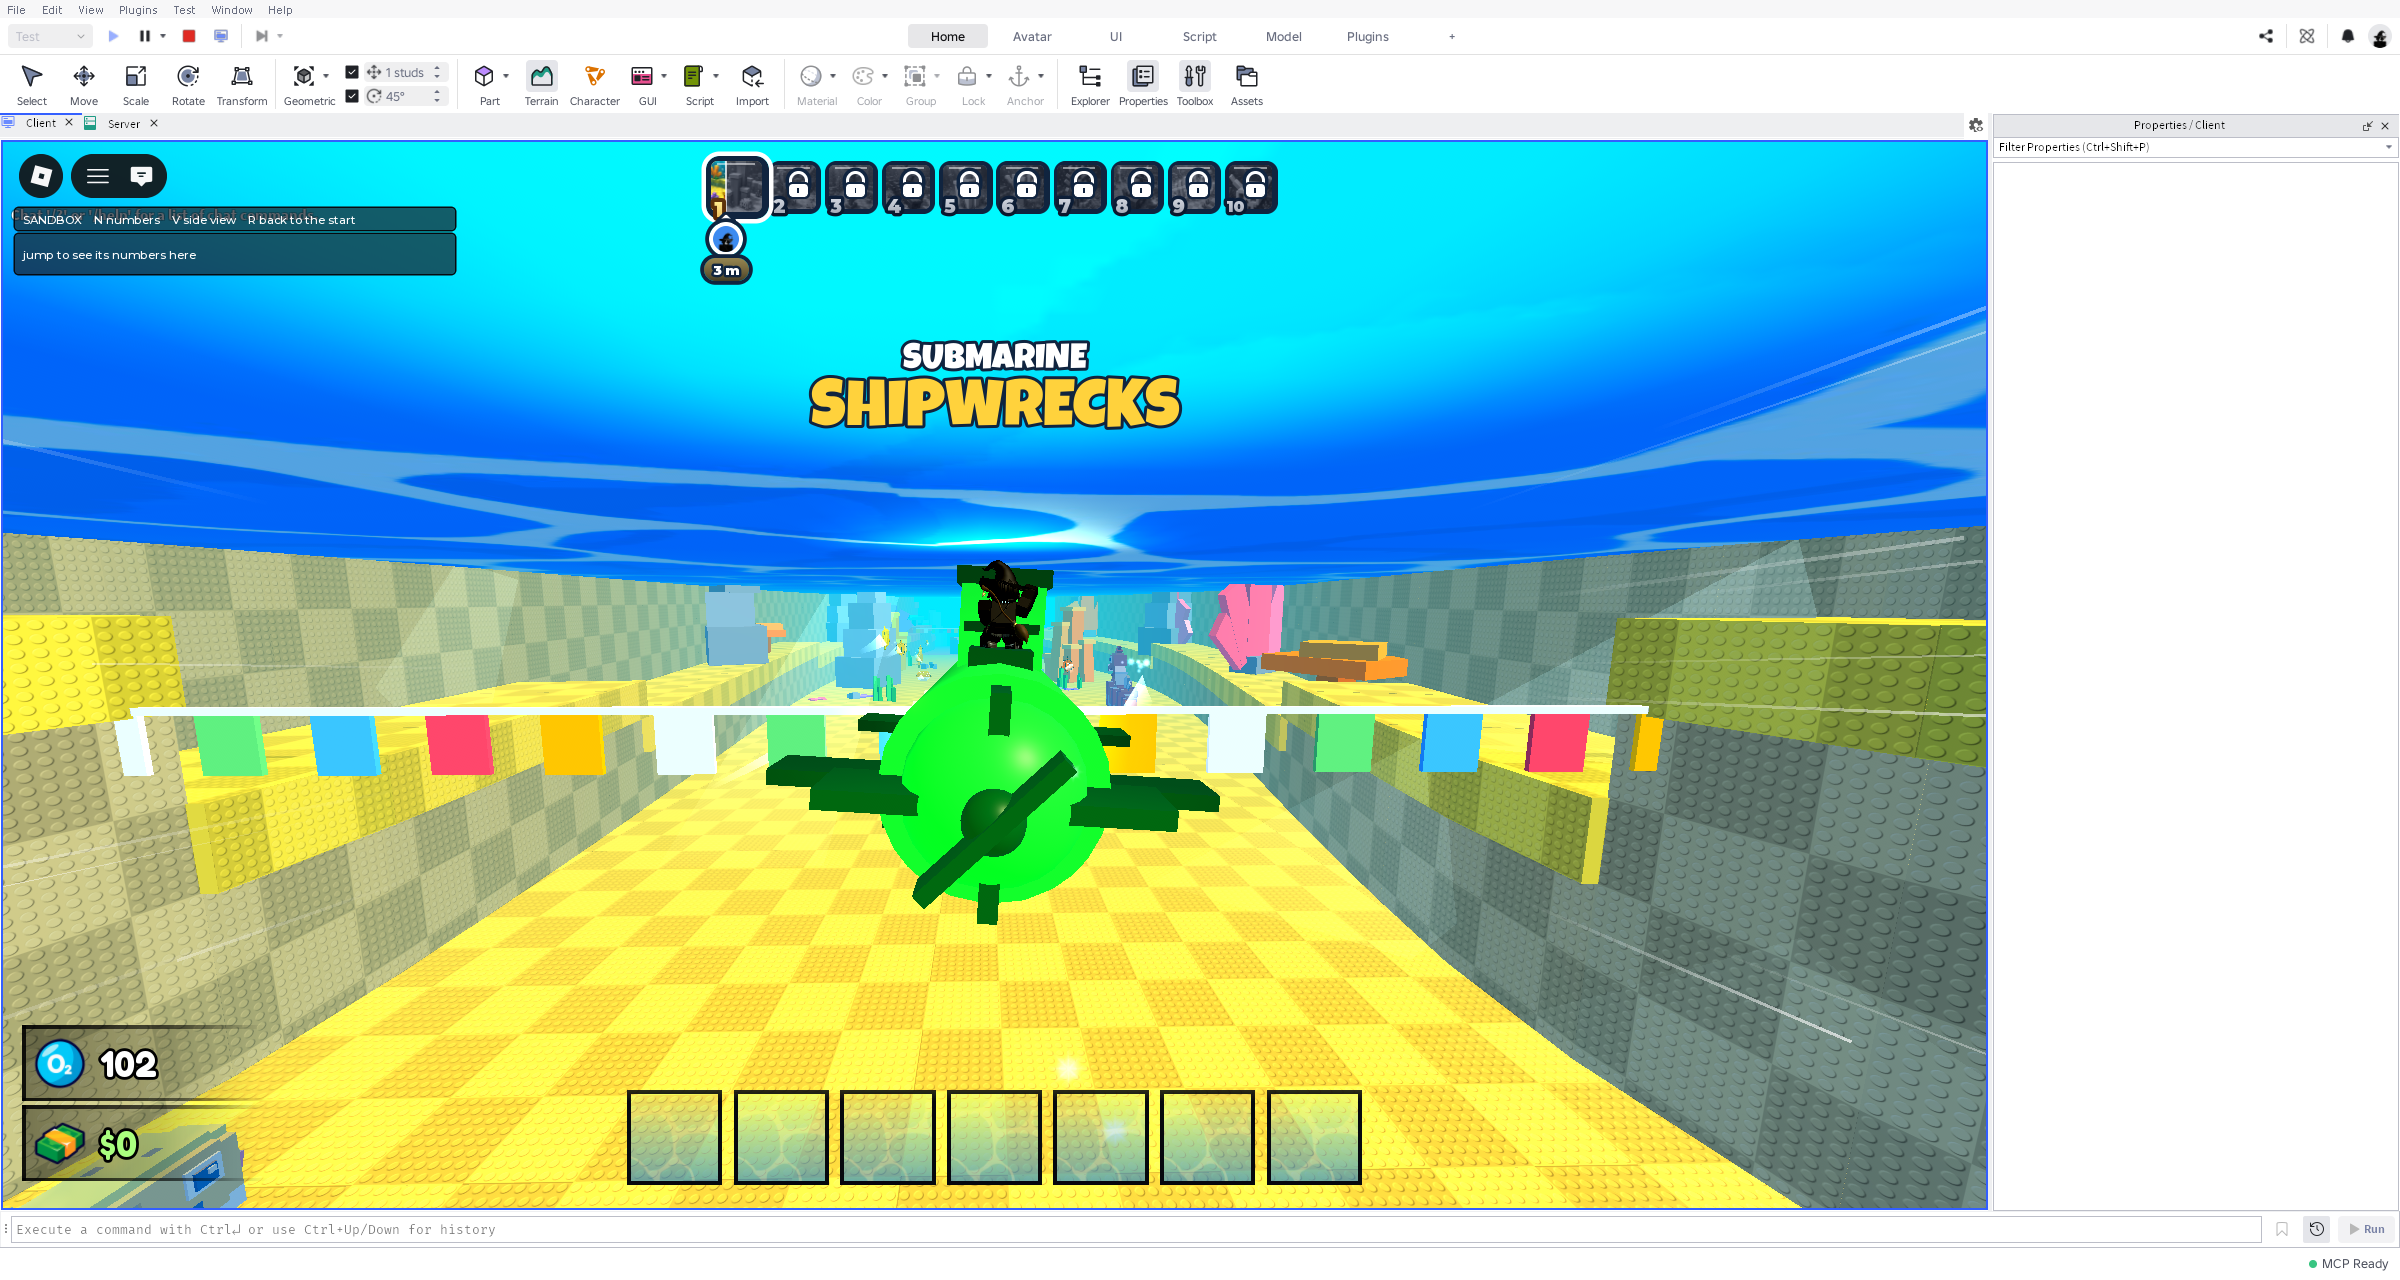 File Edit View Plugins Test Window Help
Test
Home Avatar UI Script Model Plugins +
Select Move Scale Rotate Transform Geometric 1 studs 45° Part Terrain Character GUI Script Import Material Color Group Lock Anchor Explorer Properties Toolbox Assets
Client Server
Properties / Client
Filter Properties (Ctrl+Shift+P)
1 2 3 4 5 6 7 8 9 10
SANDBOX N numbers V side view R back to the start
jump to see its numbers here
3 m
SUBMARINE
SHIPWRECKS
O2 102
$0
Execute a command with Ctrl↵ or use Ctrl+Up/Down for history
Run
MCP Ready